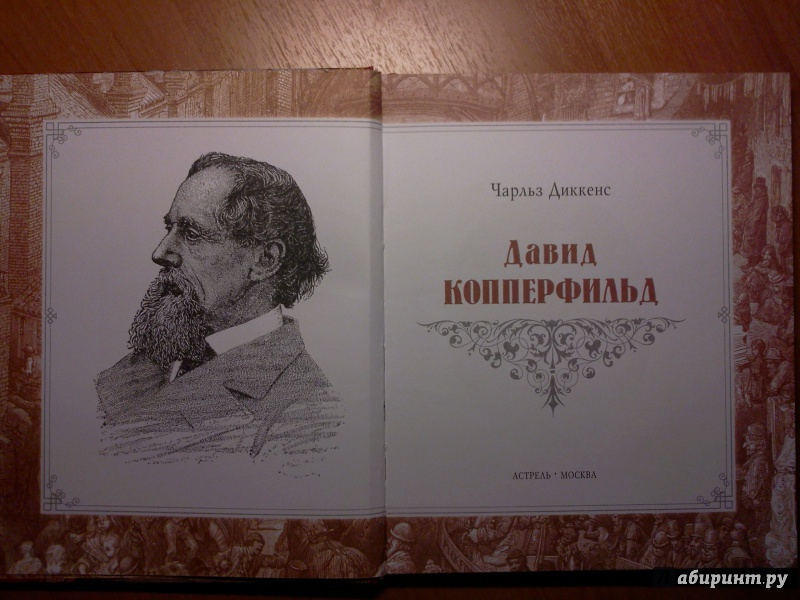 Чарльз Диккенс
Давид
КОППЕРФИЛЬД
АСТРЕЛЬ • МОСКВА
абиринт.ру